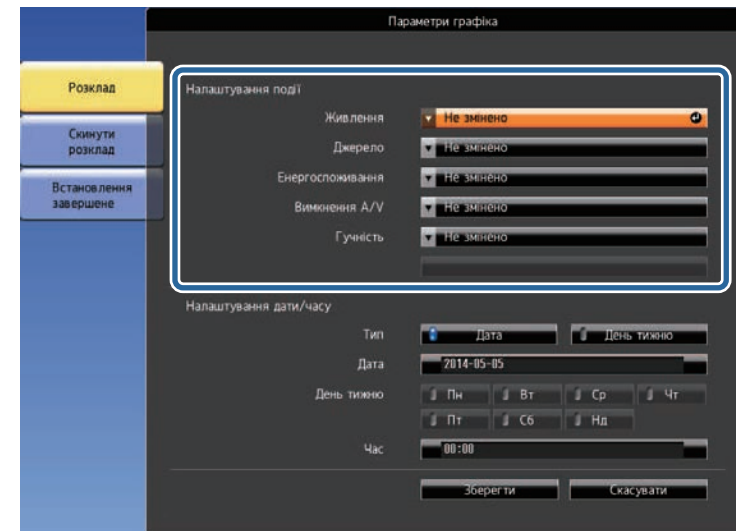 Параметри графіка
Розклад
Скинути
розклад
Встановлення
завершене
Налаштування події
Живлення Не змінено
Джерело Не змінено
Енергоспоживання Не змінено
Вимкнення A/V Не змінено
Гучність Не змінено
Налаштування дати/часу
Тип Дата День тижню
Дата 2014-05-05
День тижню Пн Вт Ср Чт
Пт Сб Нд
Час 00:00
Зберегти Скасувати